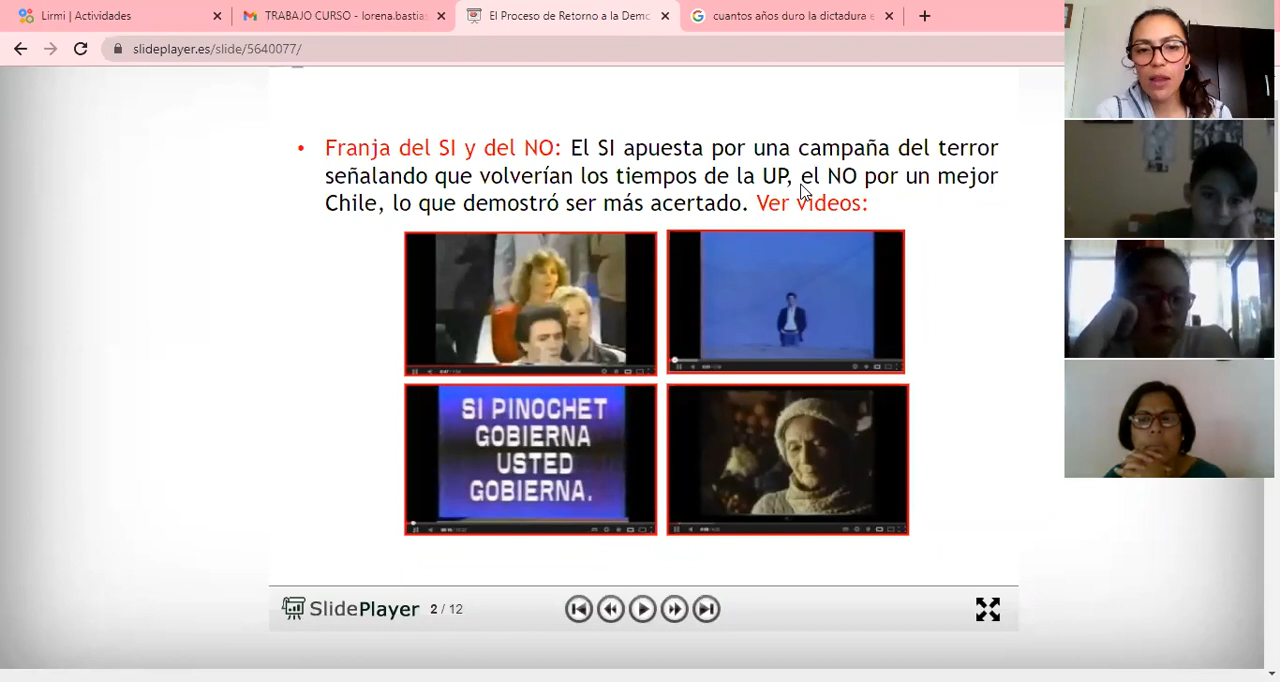 Lirmi | Actividades
TRABAJO CURSO - lorena.bastias
El Proceso de Retorno a la Demo
cuantos años duro la dictadura e
slideplayer.es/slide/5640077/
• Franja del SI y del NO: El SI apuesta por una campaña del terror
señalando que volverían los tiempos de la UP, el NO por un mejor
Chile, lo que demostró ser más acertado. Ver videos:
SI PINOCHET
GOBIERNA
USTED
GOBIERNA.
SlidePlayer 2 / 12